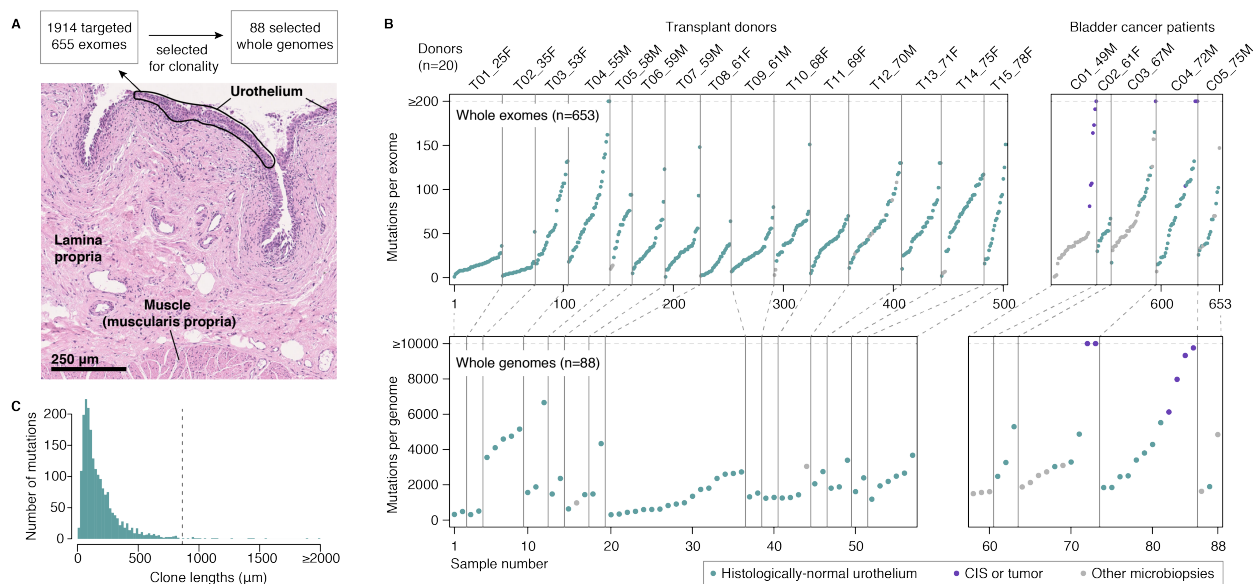 A
1914 targeted
655 exomes
selected
for clonality
88 selected
whole genomes
Urothelium
Lamina
propria
Muscle
(muscularis propria)
250 µm
B
Transplant donors
Bladder cancer patients
Donors
(n=20)
T01_25F
T02_35F
T03_53F
T04_55M
T05_58M
T06_59M
T07_59M
T08_61F
T09_61M
T10_68F
T11_69F
T12_70M
T13_71F
T14_75F
T15_78F
C01_49M
C02_61F
C03_67M
C04_72M
C05_75M
Mutations per exome
≥200
150
100
50
0
Whole exomes (n=653)
1
100
200
300
400
500
600
653
Mutations per genome
≥10000
8000
6000
4000
2000
0
Whole genomes (n=88)
1
10
20
30
40
50
60
70
80
88
Sample number
Histologically-normal urothelium
CIS or tumor
Other microbiopsies
C
Number of mutations
200
150
100
50
0
0
500
1000
1500
≥2000
Clone lengths (µm)